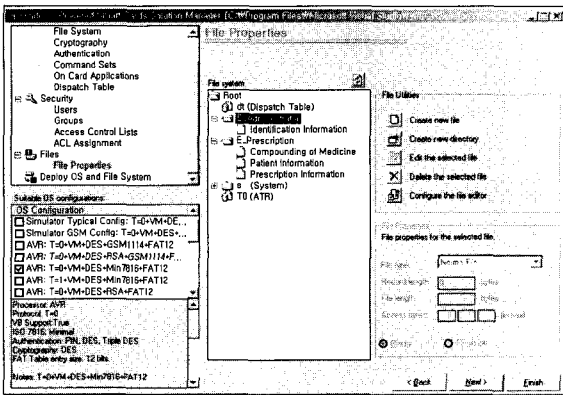 File System
Cryptography
Authentication
Command Sets
On Card Applications
Dispatch Table
Security
Users
Groups
Access Control Lists
ACL Assignment
Files
File Properties
Deploy OS and File System
Suitable OS configurations:
OS Configuration
Simulator Typical Config: T=0+VM+DE...
Simulator GSM Config: T=0+VM+DES+...
AVR: T=0+VM+DES+GSM1114+FAT12
AVR: T=0+VM+DES+RSA+GSM1114+F...
AVR: T=0+VM+DES+Min7816+FAT12
AVR: T=1+VM+DES+Min7816+FAT12
AVR: T=0+VM+DES+RSA+FAT12
Processor: AVR
Protocol: T=0
VB Support:True
ISO 7816: Minimal
Authentication: PIN, DES, Triple DES
Cryptography: DES
FAT Table entry size: 12 bits
Notes: T=0+VM+DES+Min7816+FAT12
File Properties
File system
Root
dt (Dispatch Table)
Identification Information
E_Prescription
Compounding of Medicine
Patient Information
Prescription Information
s (System)
T0 (ATR)
File Utilities
Create new file
Create new directory
Edit the selected file
Delete the selected file
Configure the file editor
File properties for the selected file.
File type:
Record length:
bytes
File length:
bytes
< Back
Next >
Finish